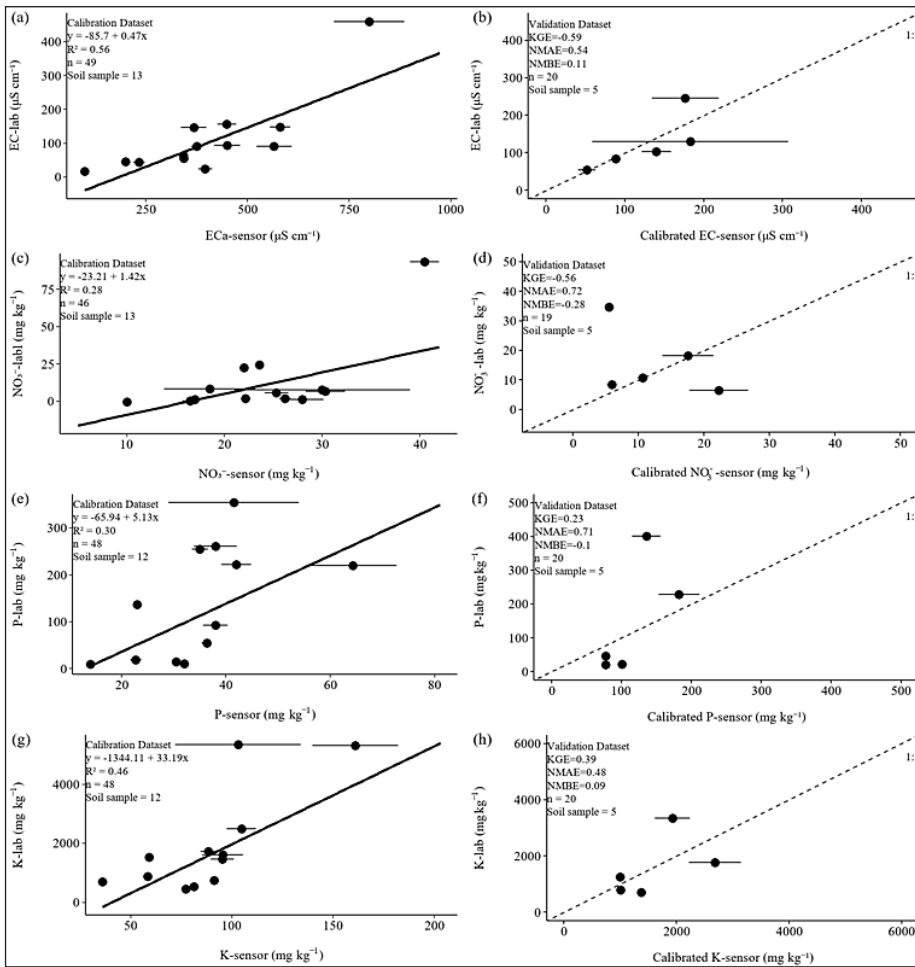 (a)
Calibration Dataset
y = -85.7 + 0.47x
R² = 0.56
n = 49
Soil sample = 13
EC-lab (µS cm⁻¹)
400
300
200
100
0
250
500
750
1000
ECa-sensor (µS cm⁻¹)
(b)
Validation Dataset
KGE=-0.59
NMAE=0.54
NMBE=0.11
n = 20
Soil sample = 5
1:
EC-lab (µS cm⁻¹)
400
300
200
100
0
0
100
200
300
400
Calibrated EC-sensor (µS cm⁻¹)
(c)
Calibration Dataset
y = -23.21 + 1.42x
R² = 0.28
n = 46
Soil sample = 13
NO₃⁻-labl (mg kg⁻¹)
75
50
25
0
10
20
30
40
NO₃⁻-sensor (mg kg⁻¹)
(d)
Validation Dataset
KGE=-0.56
NMAE=0.72
NMBE=-0.28
n = 19
Soil sample = 5
1:
NO₃⁻-lab (mg kg⁻¹)
50
40
30
20
10
0
0
10
20
30
40
50
Calibrated NO₃⁻-sensor (mg kg⁻¹)
(e)
Calibration Dataset
y = -65.94 + 5.13x
R² = 0.30
n = 48
Soil sample = 12
P-lab (mg kg⁻¹)
300
200
100
0
20
40
60
80
P-sensor (mg kg⁻¹)
(f)
Validation Dataset
KGE=0.23
NMAE=0.71
NMBE=-0.1
n = 20
Soil sample = 5
1:
P-lab (mg kg⁻¹)
500
400
300
200
100
0
0
100
200
300
400
500
Calibrated P-sensor (mg kg⁻¹)
(g)
Calibration Dataset
y = -1344.11 + 33.19x
R² = 0.46
n = 48
Soil sample = 12
K-lab (mg kg⁻¹)
4000
2000
0
50
100
150
200
K-sensor (mg kg⁻¹)
(h)
Validation Dataset
KGE=0.39
NMAE=0.48
NMBE=0.09
n = 20
Soil sample = 5
1:
K-lab (mg kg⁻¹)
6000
4000
2000
0
0
2000
4000
6000
Calibrated K-sensor (mg kg⁻¹)